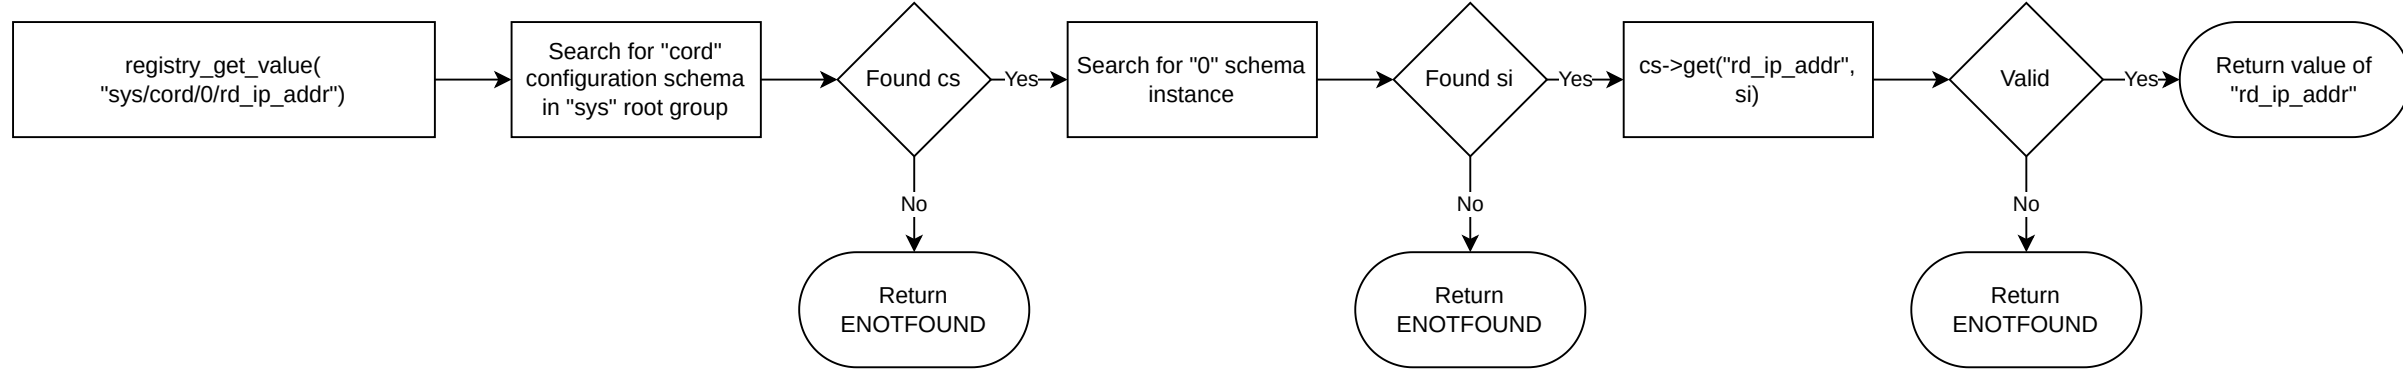 registry_get_value(
"sys/cord/0/rd_ip_addr")
Search for "cord"
configuration schema
in "sys" root group
Found cs
Yes
No
Return
ENOTFOUND
Search for "0" schema
instance
Found si
Yes
No
Return
ENOTFOUND
cs->get("rd_ip_addr",
si)
Valid
Yes
No
Return
ENOTFOUND
Return value of
"rd_ip_addr"